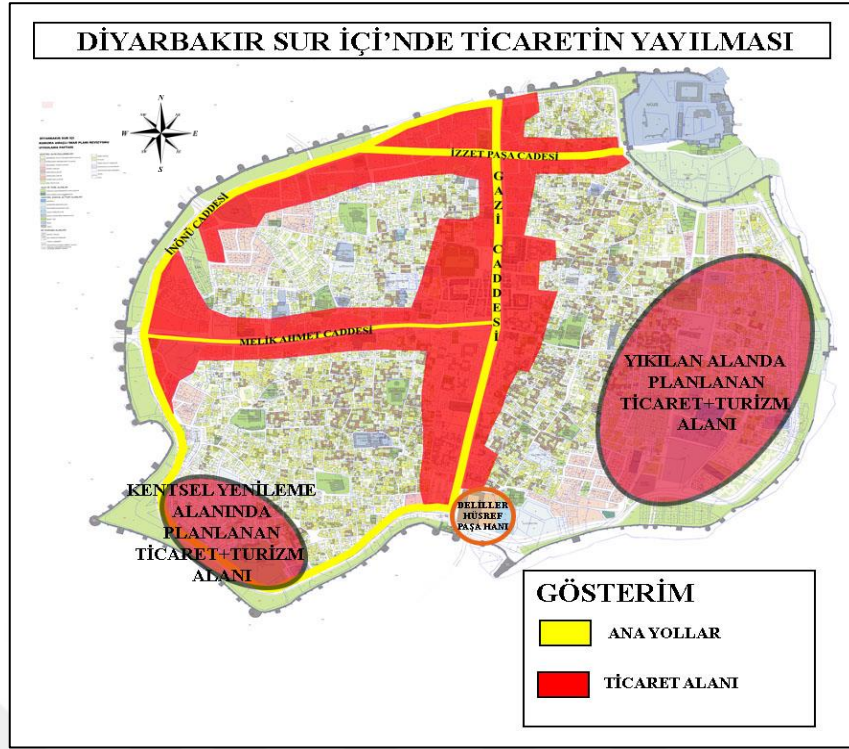 DİYARBAKIR SUR İÇİ'NDE TİCARETİN YAYILMASI
N
W
E
S
İZZET PAŞA CADESİ
GAZİ CADDESİ
İNÖNÜ CADDESİ
MELİK AHMET CADDESİ
YIKILAN ALANDA
PLANLANAN
TİCARET+TURİZM
ALANI
KENTSEL YENİLEME
ALANINDA
PLANLANAN
TİCARET+TURİZM
ALANI
DELİLLER
HÜSREF
PAŞA HANI
GÖSTERİM
ANA YOLLAR
TİCARET ALANI